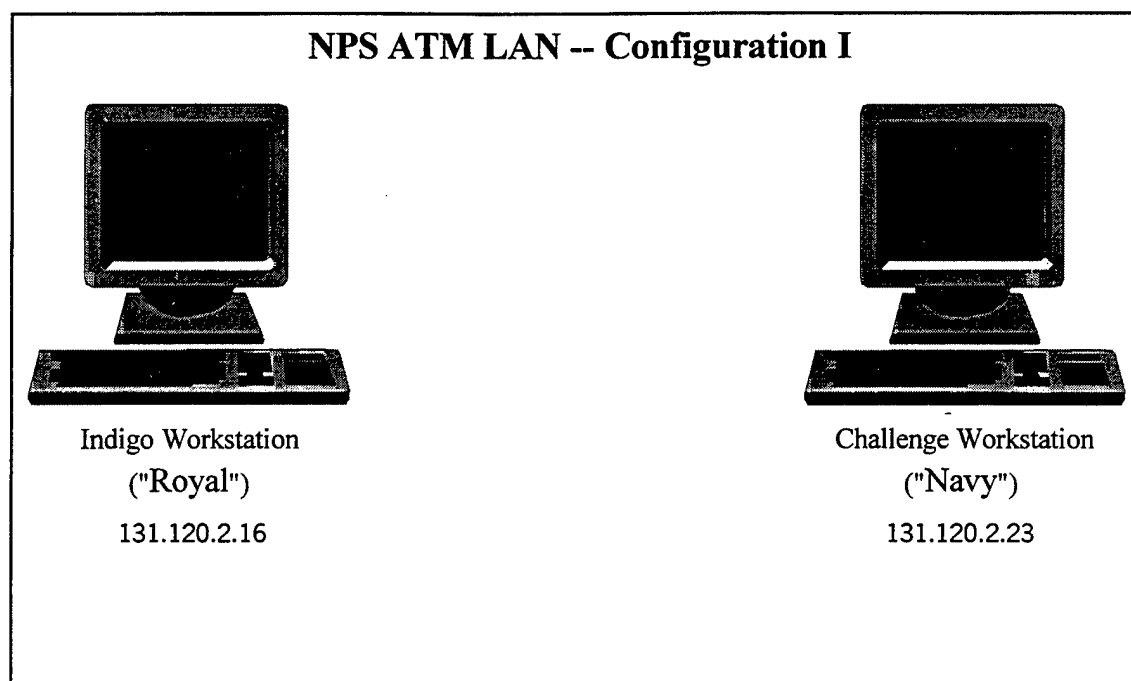 NPS ATM LAN -- Configuration I
Indigo Workstation
("Royal")
131.120.2.16
Challenge Workstation
("Navy")
131.120.2.23